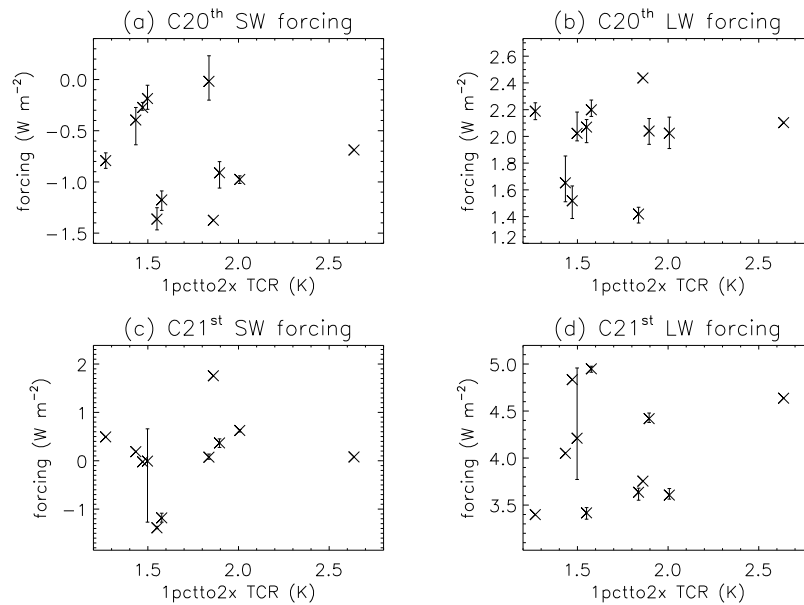 (a) C20th SW forcing
0.0
−0.5
−1.0
−1.5
forcing (W m−2)
1.5 2.0 2.5
1pctto2x TCR (K)
(b) C20th LW forcing
2.6
2.4
2.2
2.0
1.8
1.6
1.4
1.2
forcing (W m−2)
1.5 2.0 2.5
1pctto2x TCR (K)
(c) C21st SW forcing
2
1
0
−1
forcing (W m−2)
1.5 2.0 2.5
1pctto2x TCR (K)
(d) C21st LW forcing
5.0
4.5
4.0
3.5
forcing (W m−2)
1.5 2.0 2.5
1pctto2x TCR (K)